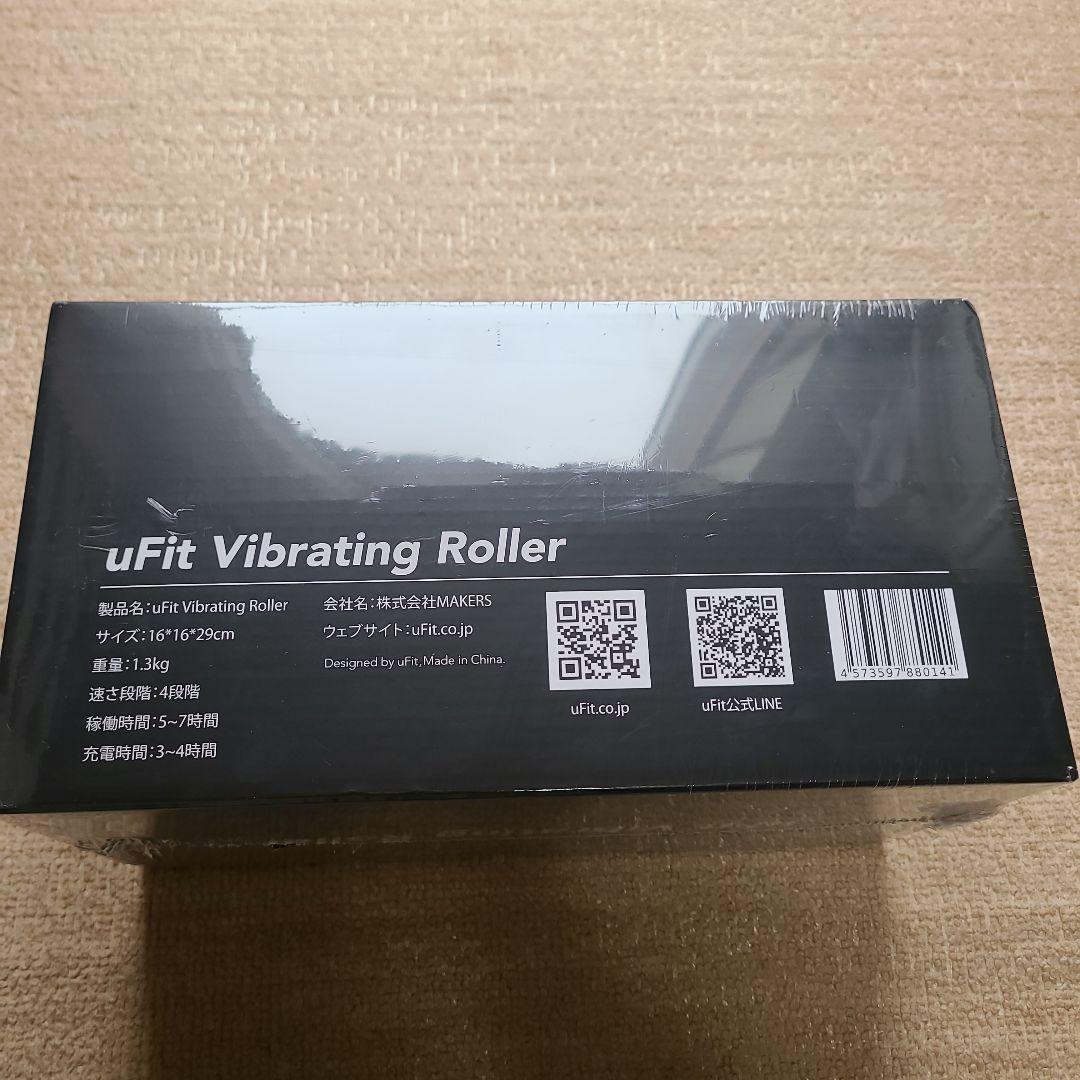 uFit Vibrating Roller
製品名:uFit Vibrating Roller
サイズ:16*16*29cm
重量:1.3kg
速さ段階:4段階
稼働時間:5~7時間
充電時間:3~4時間
会社名:株式会社MAKERS
ウェブサイト:uFit.co.jp
Designed by uFit,Made in China.
uFit.co.jp
uFit公式LINE
4 573597 880141